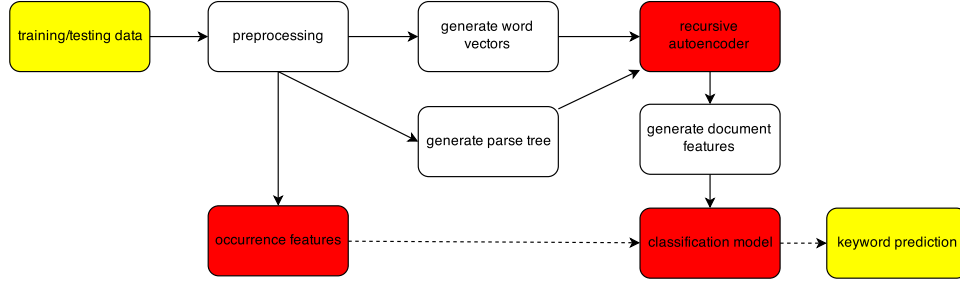 training/testing data
preprocessing
generate word
vectors
recursive
autoencoder
generate parse tree
generate document
features
occurrence features
classification model
keyword prediction